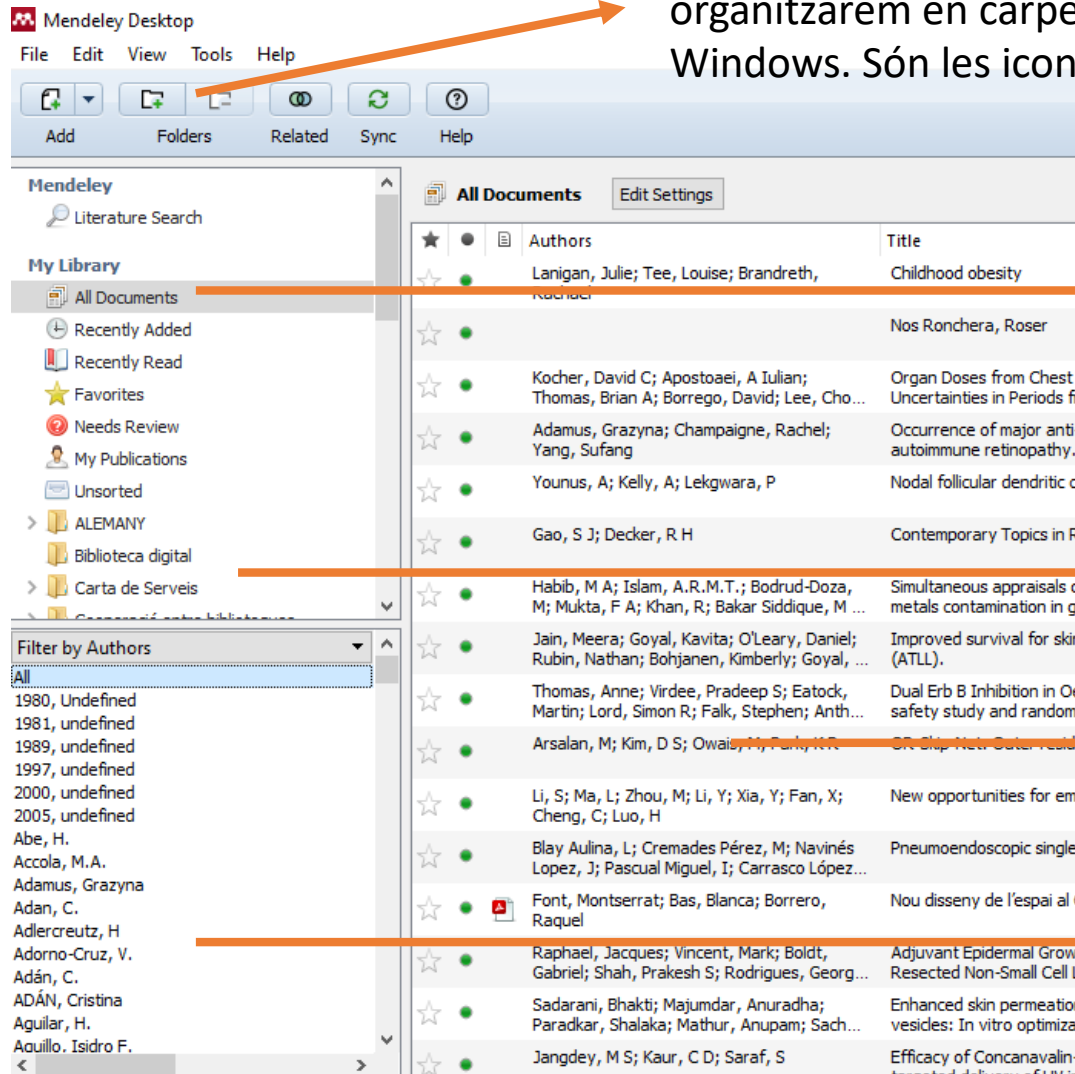 organitzarem en carpe
Windows. Són les icon
Mendeley Desktop
File Edit View Tools Help
Add Folders Related Sync Help
Mendeley
Literature Search
My Library
All Documents
Recently Added
Recently Read
Favorites
Needs Review
My Publications
Unsorted
ALEMANY
Biblioteca digital
Carta de Serveis
Cooperació entre biblioteques
Filter by Authors
All
1980, Undefined
1981, undefined
1989, undefined
1997, undefined
2000, undefined
2005, undefined
Abe, H.
Accola, M.A.
Adamus, Grazyna
Adan, C.
Adlercreutz, H
Adorno-Cruz, V.
Adán, C.
ADÁN, Cristina
Aguilar, H.
Aguillo, Isidro F.
All Documents Edit Settings
Authors Title
Lanigan, Julie; Tee, Louise; Brandreth, Childhood obesity
Rachael
Nos Ronchera, Roser
Kocher, David C; Apostoaei, A Iulian; Organ Doses from Chest
Thomas, Brian A; Borrego, David; Lee, Cho... Uncertainties in Periods f
Adamus, Grazyna; Champaigne, Rachel; Occurrence of major anti
Yang, Sufang autoimmune retinopathy.
Younus, A; Kelly, A; Lekgwara, P Nodal follicular dendritic c
Gao, S J; Decker, R H Contemporary Topics in R
Habib, M A; Islam, A.R.M.T.; Bodrud-Doza, Simultaneous appraisals o
M; Mukta, F A; Khan, R; Bakar Siddique, M ... metals contamination in g
Jain, Meera; Goyal, Kavita; O'Leary, Daniel; Improved survival for skin
Rubin, Nathan; Bohjanen, Kimberly; Goyal, ... (ATLL).
Thomas, Anne; Virdee, Pradeep S; Eatock, Dual Erb B Inhibition in Oe
Martin; Lord, Simon R; Falk, Stephen; Anth... safety study and random
Arsalan, M; Kim, D S; Owais, M; Park, K R
Li, S; Ma, L; Zhou, M; Li, Y; Xia, Y; Fan, X; New opportunities for em
Cheng, C; Luo, H
Blay Aulina, L; Cremades Pérez, M; Navinés Pneumoendoscopic single
Lopez, J; Pascual Miguel, I; Carrasco López...
Font, Montserrat; Bas, Blanca; Borrero, Nou disseny de l'espai al
Raquel
Raphael, Jacques; Vincent, Mark; Boldt, Adjuvant Epidermal Grow
Gabriel; Shah, Prakesh S; Rodrigues, Georg... Resected Non-Small Cell L
Sadarani, Bhakti; Majumdar, Anuradha; Enhanced skin permeation
Paradkar, Shalaka; Mathur, Anupam; Sach... vesicles: In vitro optimiza
Jangdey, M S; Kaur, C D; Saraf, S Efficacy of Concanavalin-